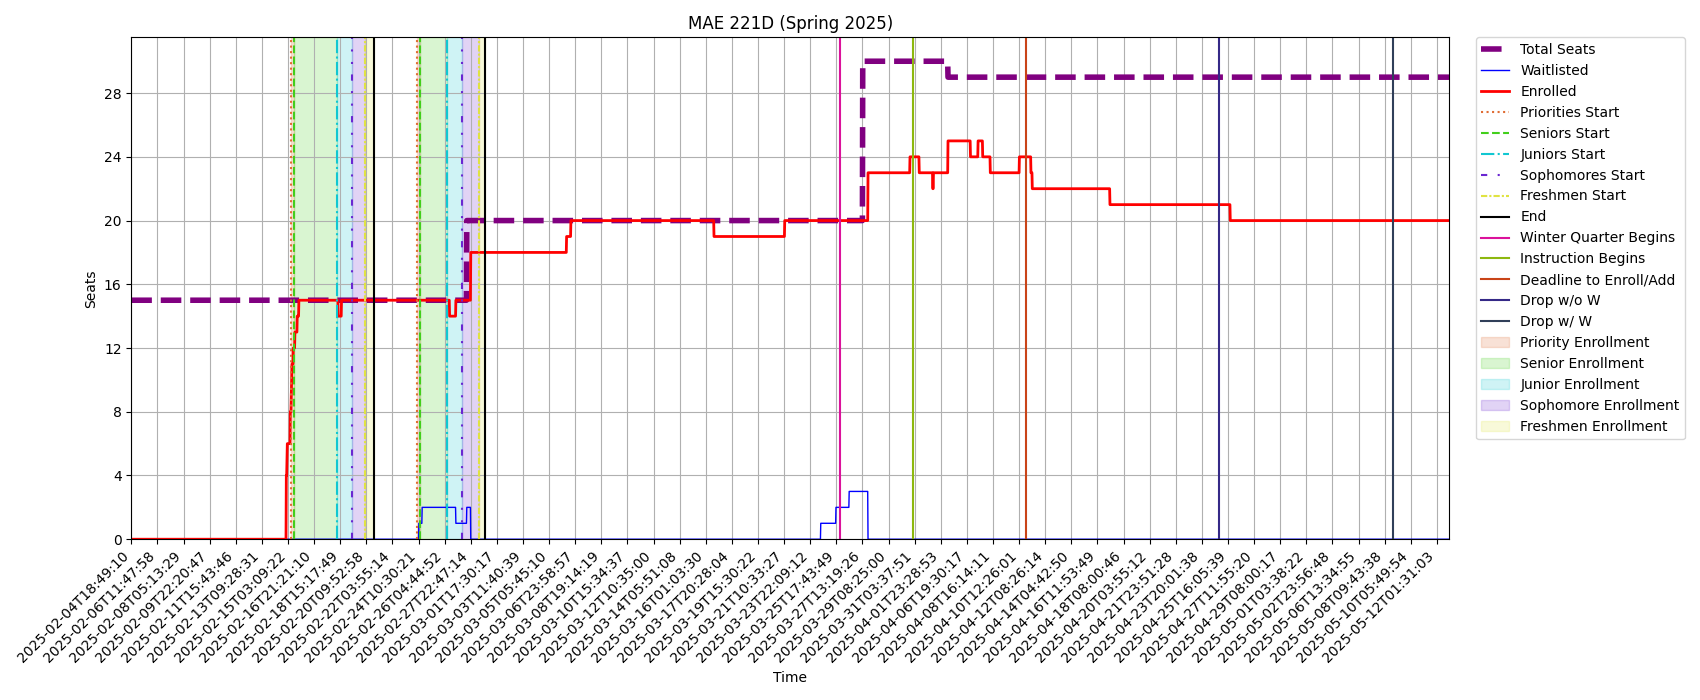 MAE 221D (Spring 2025)
Seats
28
24
20
16
12
8
4
0
2025-02-04T18:49:10
2025-02-06T11:47:58
2025-02-08T05:13:29
2025-02-09T22:20:47
2025-02-11T15:43:46
2025-02-13T09:28:31
2025-02-15T03:09:22
2025-02-16T21:21:10
2025-02-18T15:17:49
2025-02-20T09:52:58
2025-02-22T03:55:14
2025-02-24T10:30:21
2025-02-26T04:44:52
2025-02-27T22:47:14
2025-03-01T17:30:17
2025-03-03T11:40:39
2025-03-05T05:45:10
2025-03-06T23:58:57
2025-03-08T19:14:19
2025-03-10T15:34:37
2025-03-12T10:35:00
2025-03-14T05:51:08
2025-03-16T01:03:30
2025-03-17T20:28:04
2025-03-19T15:30:22
2025-03-21T10:33:27
2025-03-23T22:09:12
2025-03-25T17:43:49
2025-03-27T13:19:26
2025-03-29T08:25:00
2025-03-31T03:37:51
2025-04-01T23:28:53
2025-04-06T19:30:17
2025-04-08T16:14:11
2025-04-10T12:26:01
2025-04-12T08:26:14
2025-04-14T04:42:50
2025-04-16T11:53:49
2025-04-18T08:00:46
2025-04-20T03:55:12
2025-04-21T23:51:28
2025-04-23T20:01:38
2025-04-25T16:05:39
2025-04-27T11:55:20
2025-04-29T08:00:17
2025-05-01T03:38:22
2025-05-02T23:56:48
2025-05-06T13:34:55
2025-05-08T09:43:38
2025-05-10T05:49:54
2025-05-12T01:31:03
Time
Total Seats
Waitlisted
Enrolled
Priorities Start
Seniors Start
Juniors Start
Sophomores Start
Freshmen Start
End
Winter Quarter Begins
Instruction Begins
Deadline to Enroll/Add
Drop w/o W
Drop w/ W
Priority Enrollment
Senior Enrollment
Junior Enrollment
Sophomore Enrollment
Freshmen Enrollment